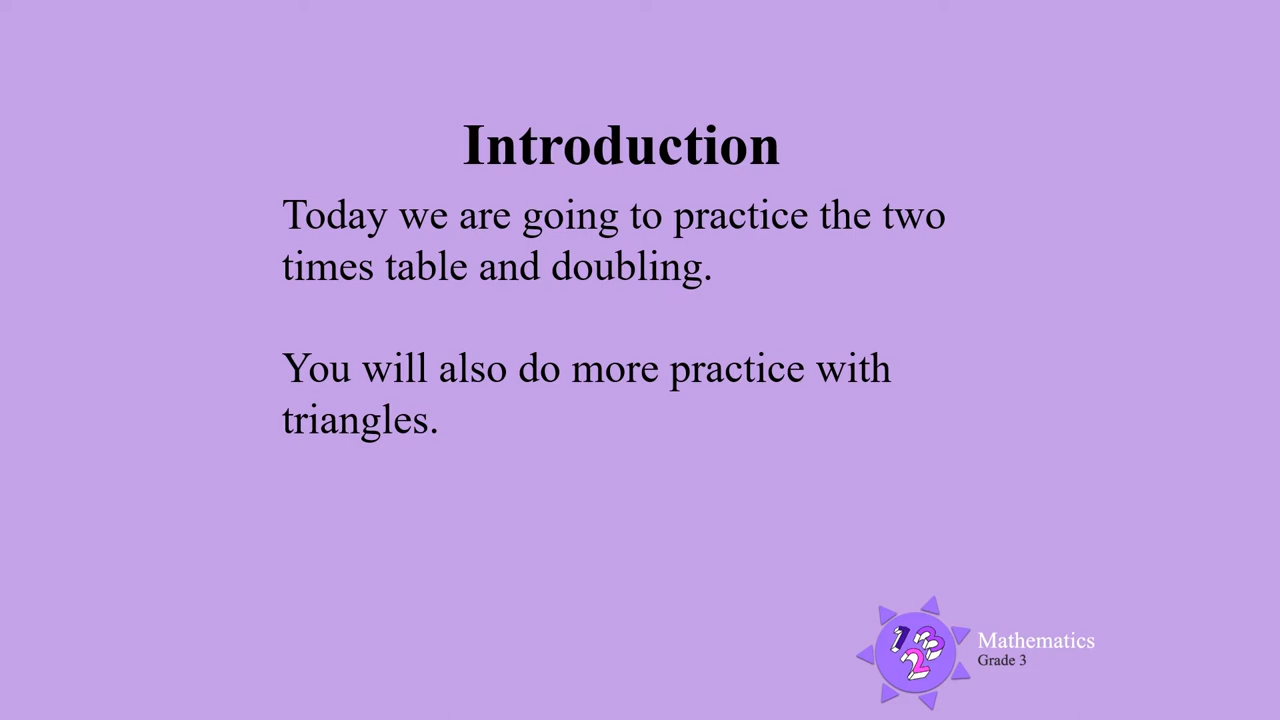 Introduction
Today we are going to practice the two
times table and doubling.
You will also do more practice with
triangles.
123
Mathematics
Grade 3